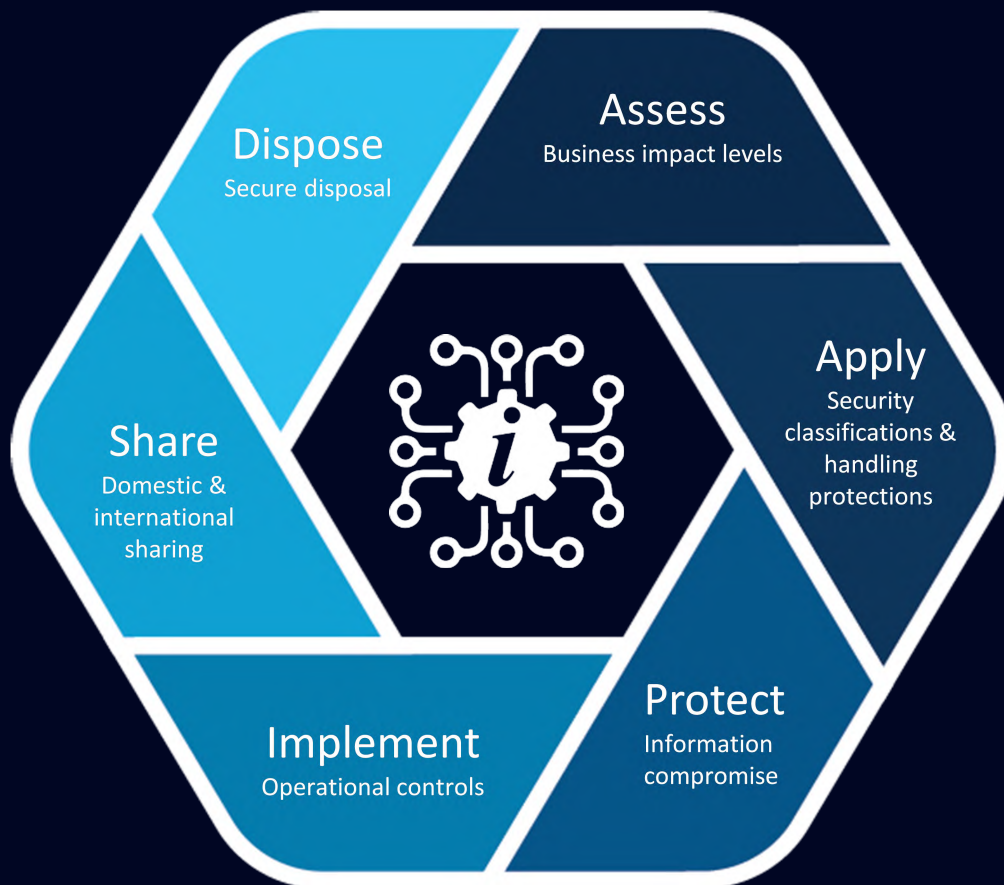 Assess
Business impact levels
Apply
Security
classifications &
handling
protections
Protect
Information
compromise
Implement
Operational controls
Share
Domestic &
international
sharing
Dispose
Secure disposal
i